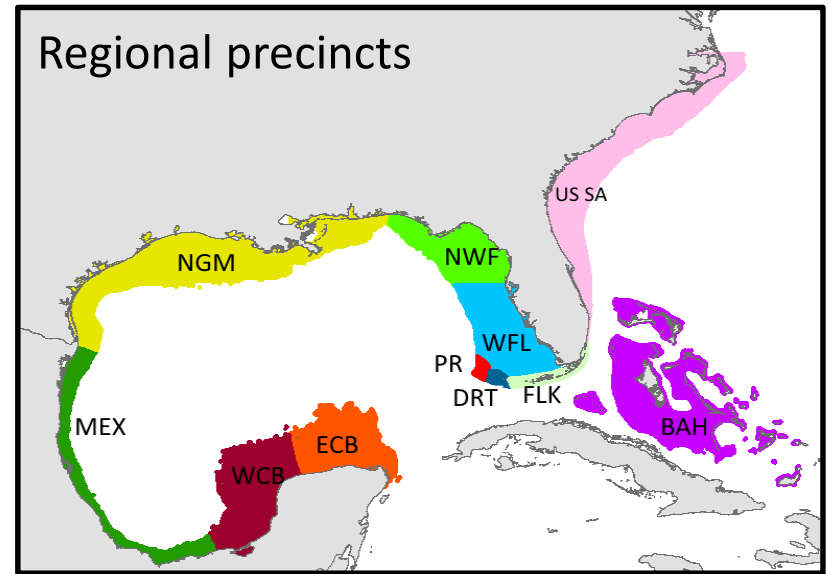 Regional precincts
US SA
NGM
NWF
WFL
PR
DRT
FLK
MEX
ECB
BAH
WCB